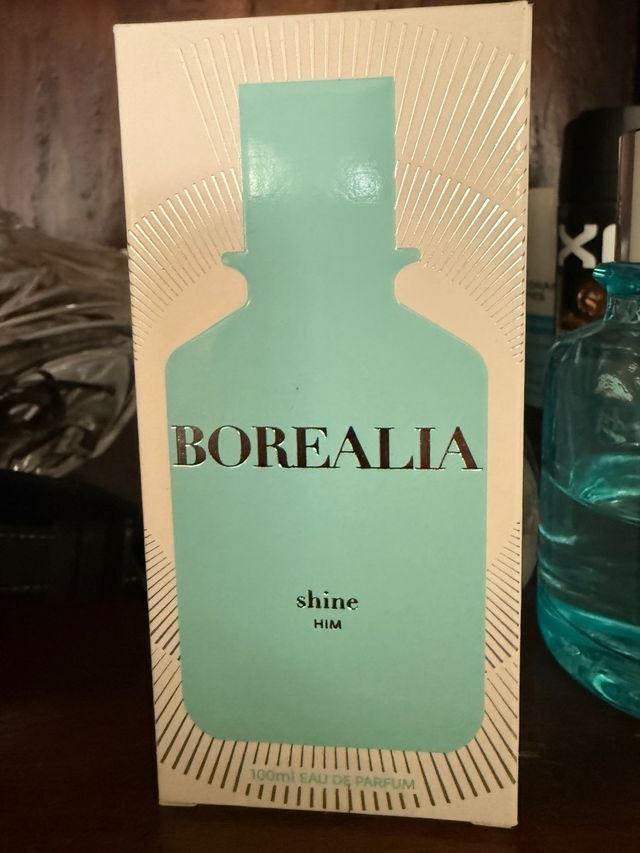 BOREALIA
shine
HIM
100ml EAU DE PARFUM